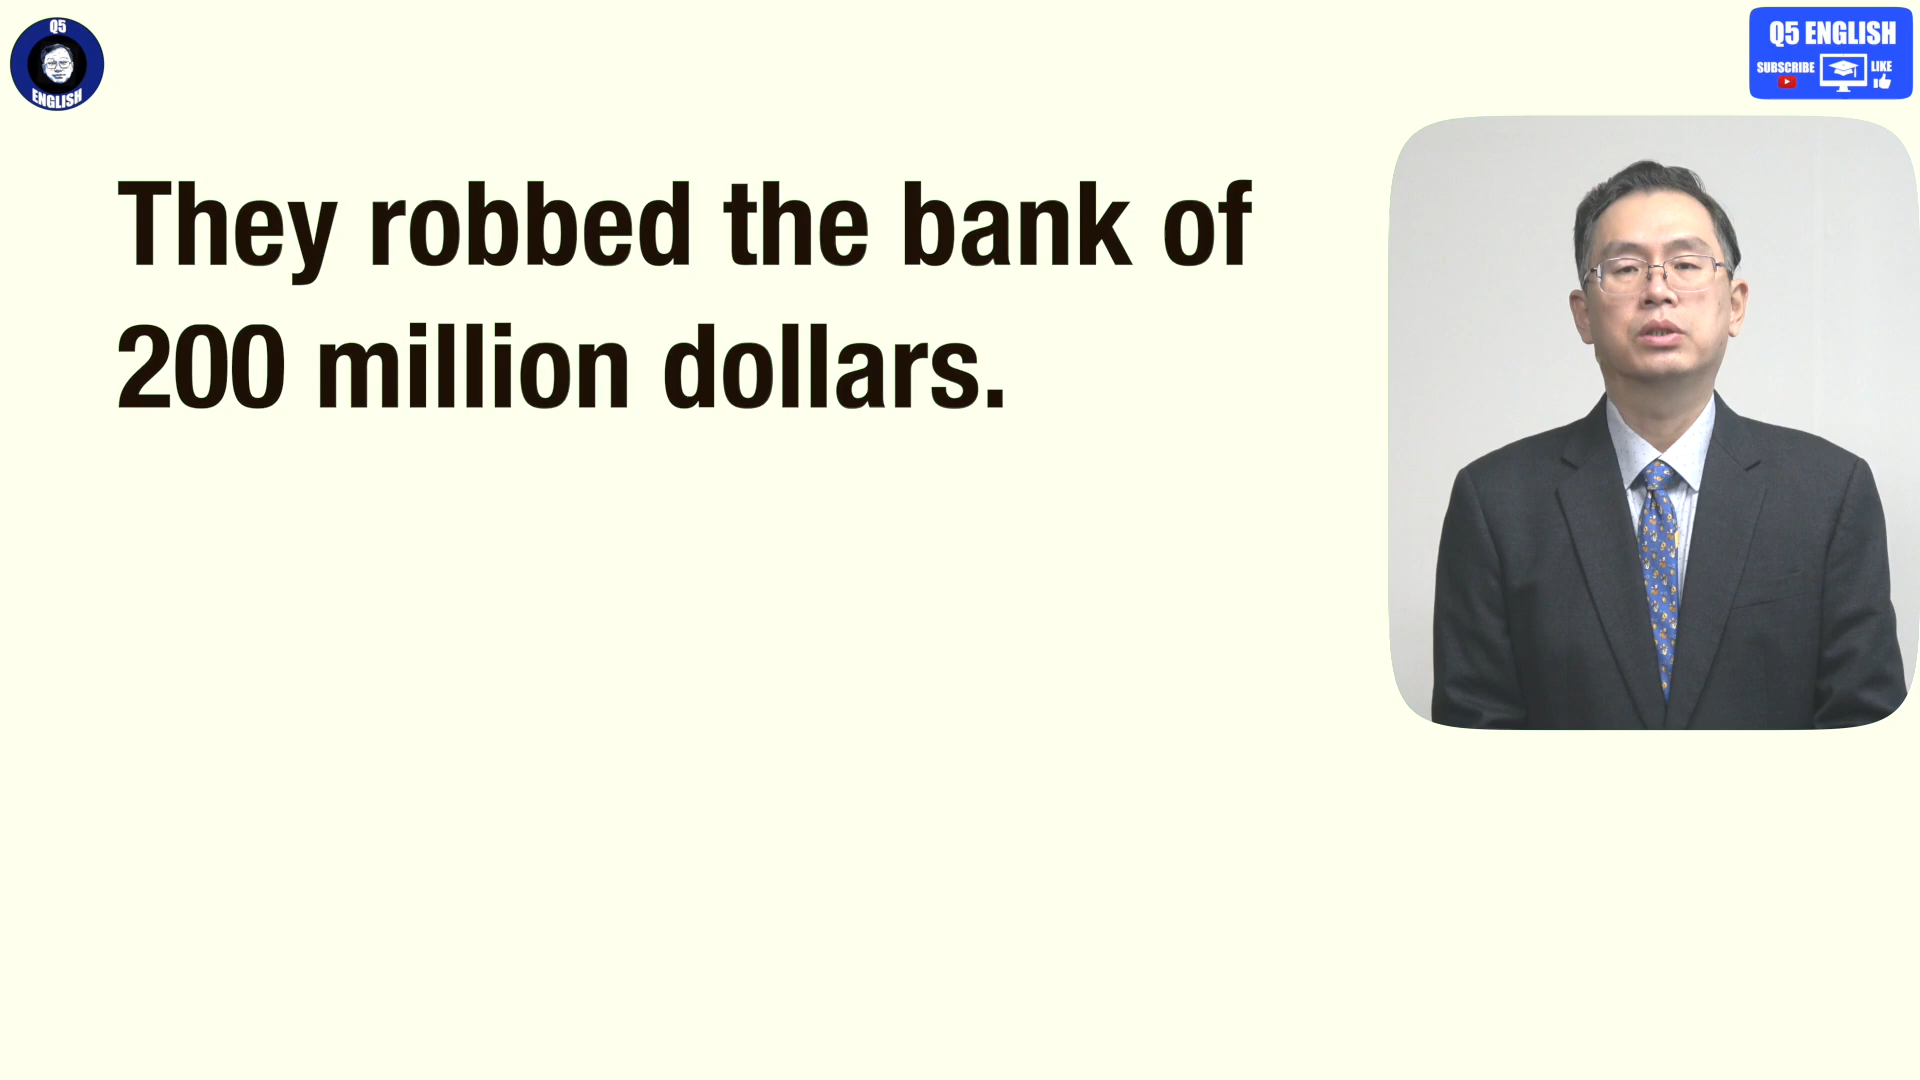 Q5
ENGLISH
Q5 ENGLISH
SUBSCRIBE
LIKE
They robbed the bank of
200 million dollars.